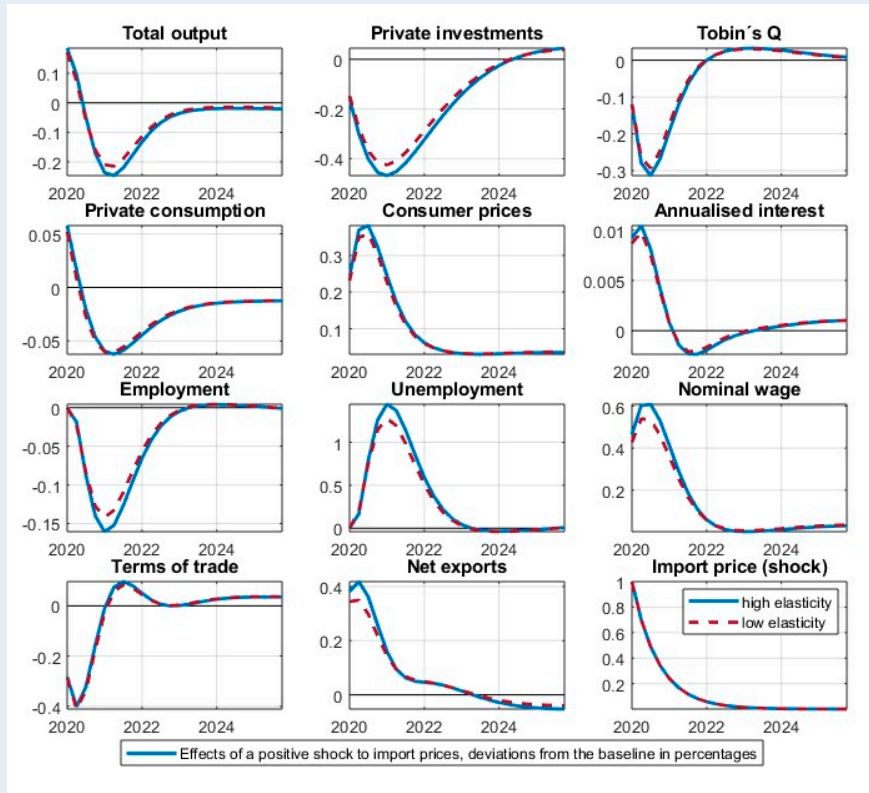 Total output
Private investments
Tobin´s Q
0.1
0
-0.1
-0.2
2020 2022 2024
0
-0.2
-0.4
2020 2022 2024
0
-0.1
-0.2
-0.3
2020 2022 2024
Private consumption
Consumer prices
Annualised interest
0.05
0
-0.05
2020 2022 2024
0.3
0.2
0.1
2020 2022 2024
0.01
0.005
0
2020 2022 2024
Employment
Unemployment
Nominal wage
0
-0.05
-0.1
-0.15
2020 2022 2024
1
0
2020 2022 2024
0.6
0.4
0.2
2020 2022 2024
Terms of trade
Net exports
Import price (shock)
0
-0.2
-0.4
2020 2022 2024
0.4
0.2
0
2020 2022 2024
1
0.8
0.6
0.4
0.2
2020 2022 2024
high elasticity
low elasticity
Effects of a positive shock to import prices, deviations from the baseline in percentages